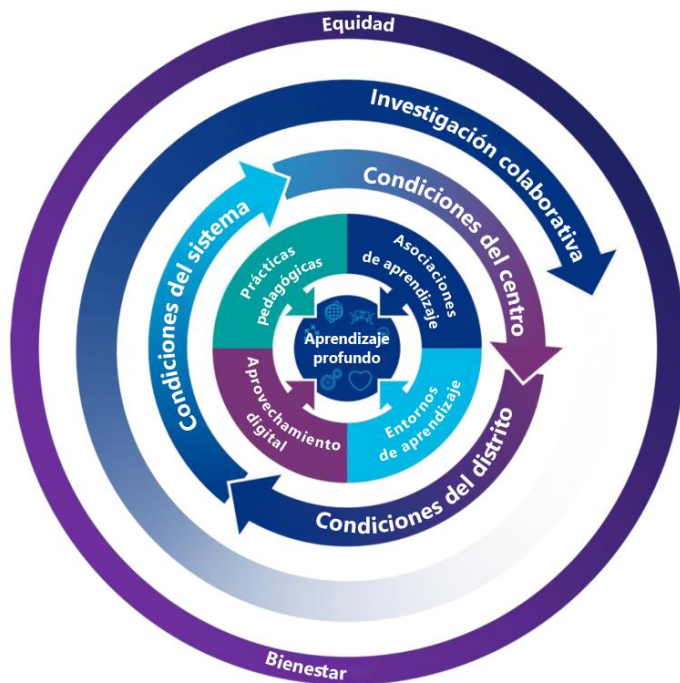 Equidad
Investigación colaborativa
Condiciones del sistema
Condiciones del centro
Prácticas
pedagógicas
Asociaciones
de aprendizaje
Aprendizaje
profundo
Aprovechamiento
digital
Entornos
de aprendizaje
Condiciones del distrito
Bienestar